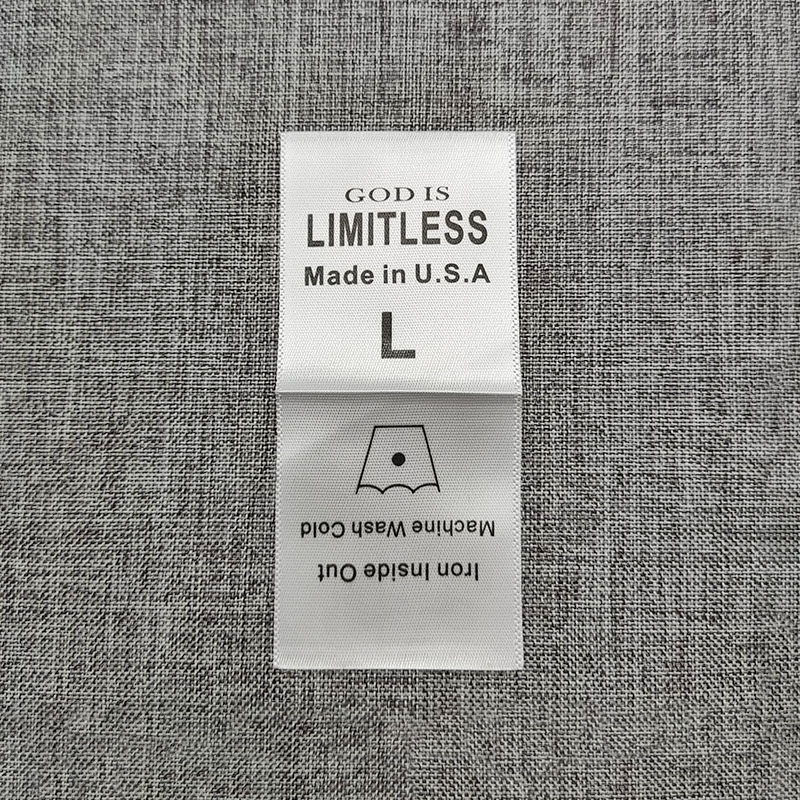 GOD IS
LIMITLESS
Made in U.S.A
L
Iron Inside Out
Machine Wash Cold